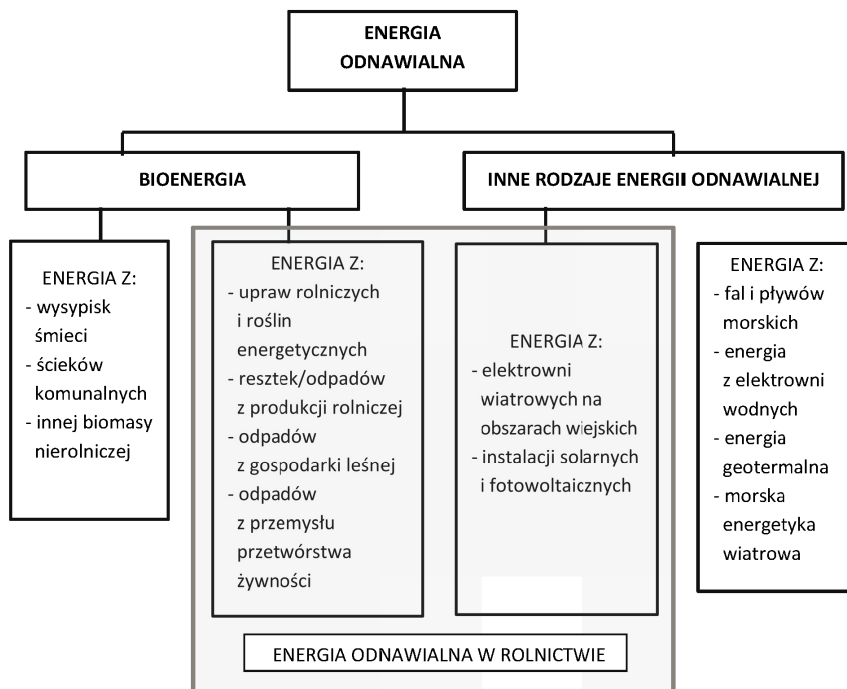 ENERGIA
ODNAWIALNA
BIOENERGIA
INNE RODZAJE ENERGII ODNAWIALNEJ
ENERGIA Z:
- wysypisk
śmieci
- ścieków
komunalnych
- innej biomasy
nierolniczej
ENERGIA Z:
- upraw rolniczych
i roślin
energetycznych
- resztek/odpadów
z produkcji rolniczej
- odpadów
z gospodarki leśnej
- odpadów
z przemysłu
przetwórstwa
żywności
ENERGIA Z:
- elektrowni
wiatrowych na
obszarach wiejskich
- instalacji solarnych
i fotowoltaicznych
ENERGIA Z:
- fal i pływów
morskich
- energia
z elektrowni
wodnych
- energia
geotermalna
- morska
energetyka
wiatrowa
ENERGIA ODNAWIALNA W ROLNICTWIE